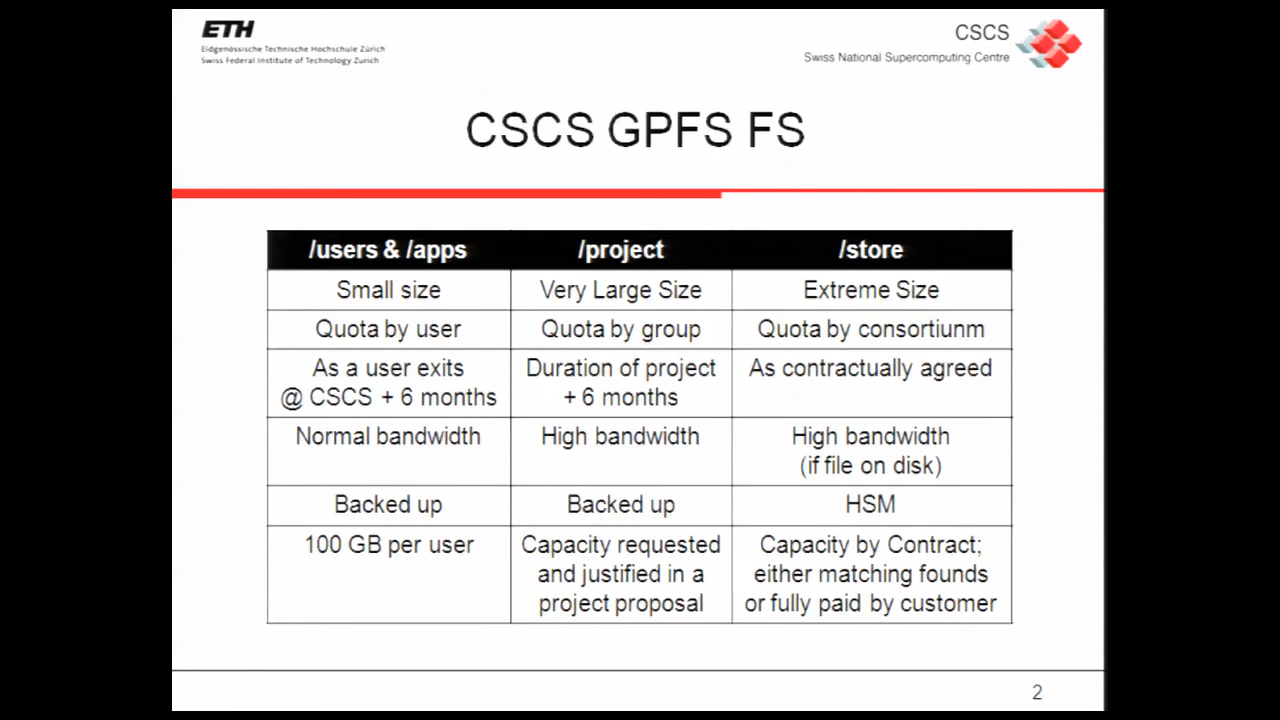 ETH
Eidgenössische Technische Hochschule Zürich
Swiss Federal Institute of Technology Zurich
CSCS
Swiss National Supercomputing Centre
CSCS GPFS FS
/users & /apps /project /store
Small size Very Large Size Extreme Size
Quota by user Quota by group Quota by consortiunm
As a user exits Duration of project As contractually agreed
@ CSCS + 6 months + 6 months
Normal bandwidth High bandwidth High bandwidth
(if file on disk)
Backed up Backed up HSM
100 GB per user Capacity requested Capacity by Contract;
and justified in a either matching founds
project proposal or fully paid by customer
2